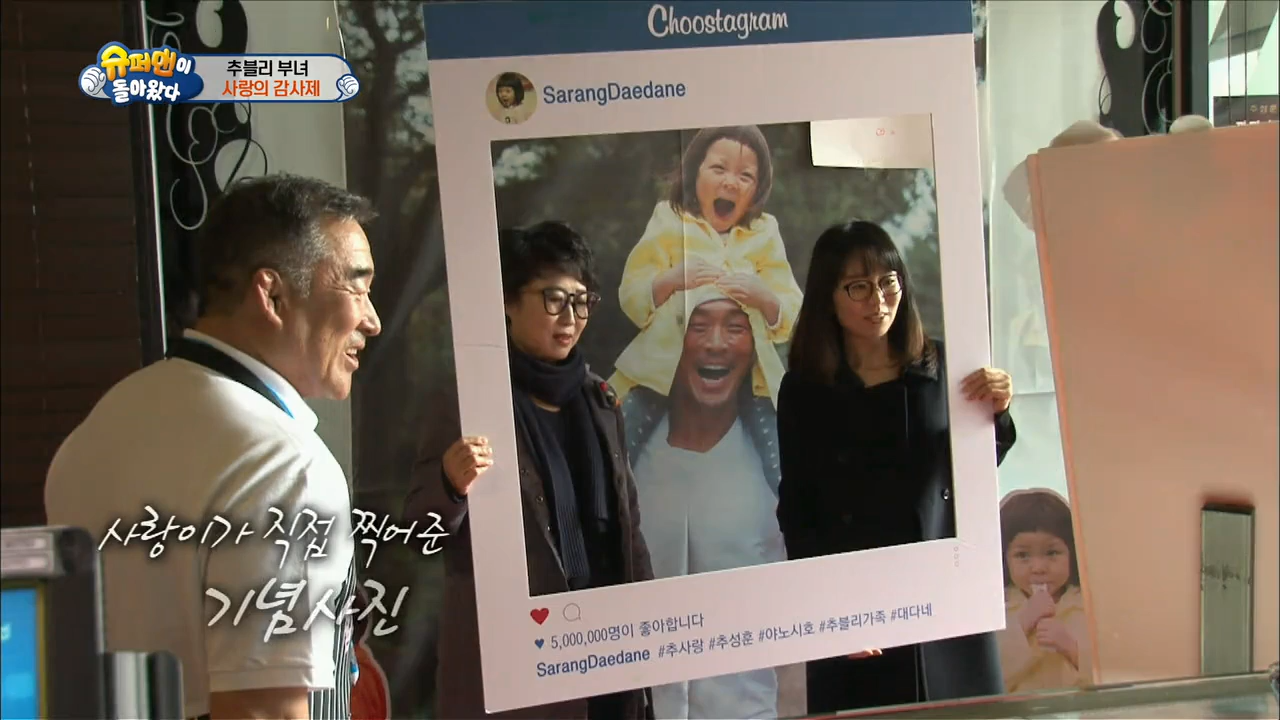 슈퍼맨이
돌아왔다
추블리 부녀
사랑의 감사제
Choostagram
SarangDaedane
사랑이가 직접 찍어준
기념사진
5,000,000명이 좋아합니다
SarangDaedane #추사랑 #추성훈 #야노시호 #추블리가족 #대다네
추성훈